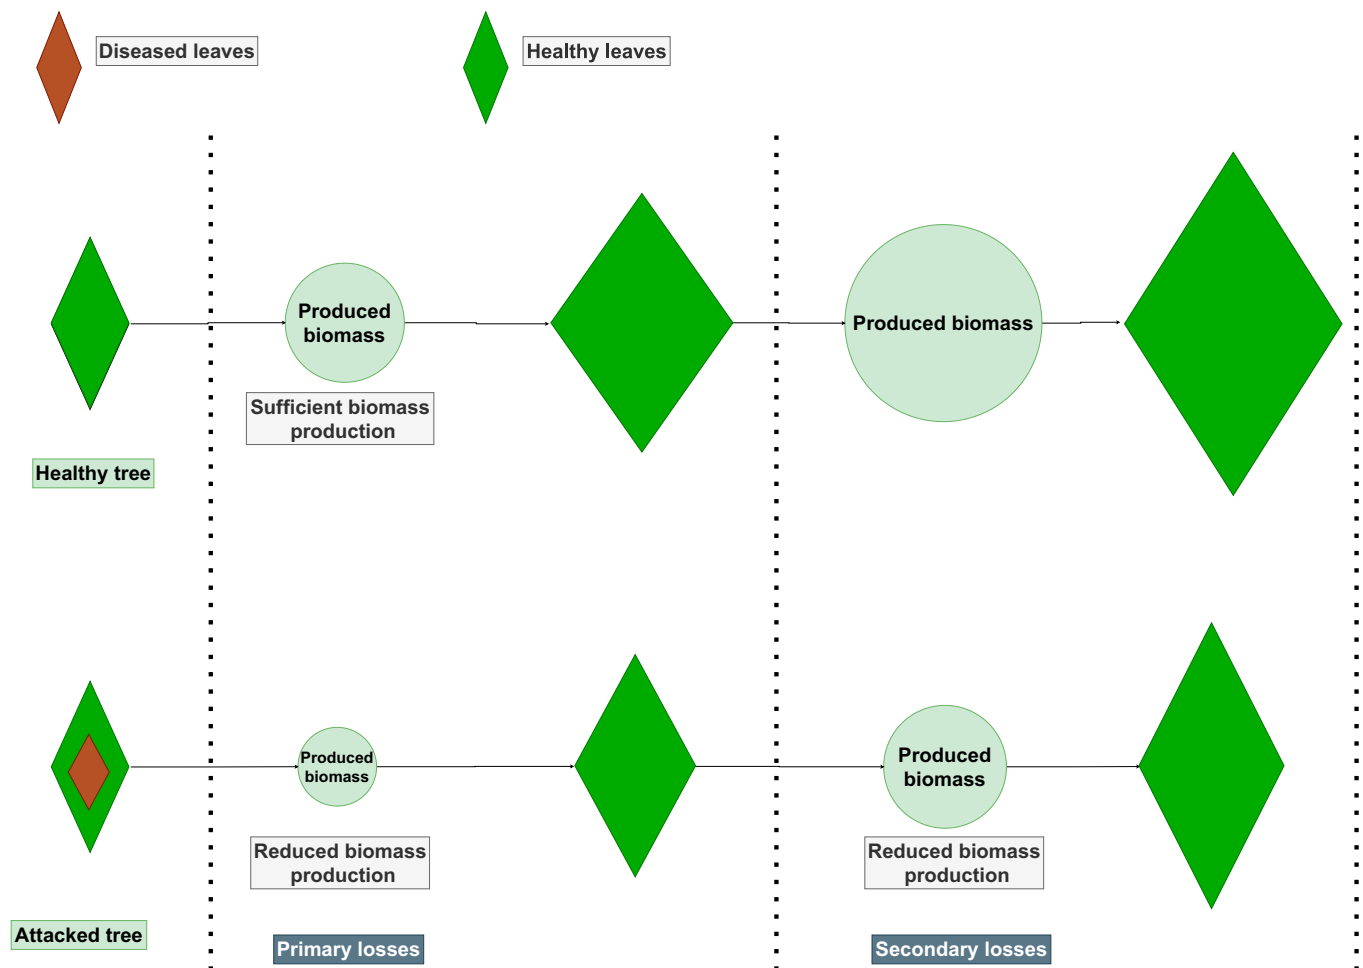 Diseased leaves
Healthy leaves
Produced
biomass
Produced biomass
Sufficient biomass
production
Healthy tree
Produced
biomass
Produced
biomass
Reduced biomass
production
Reduced biomass
production
Attacked tree
Primary losses
Secondary losses